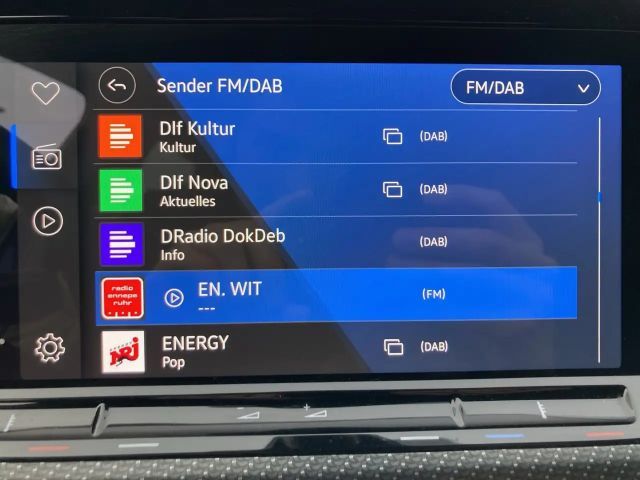 Sender FM/DAB
FM/DAB
Dlf Kultur
Kultur
(DAB)
Dlf Nova
Aktuelles
(DAB)
DRadio DokDeb
Info
(DAB)
radio
ennepe
ruhr
EN. WIT
---
(FM)
NRJ
ENERGY
Pop
(DAB)